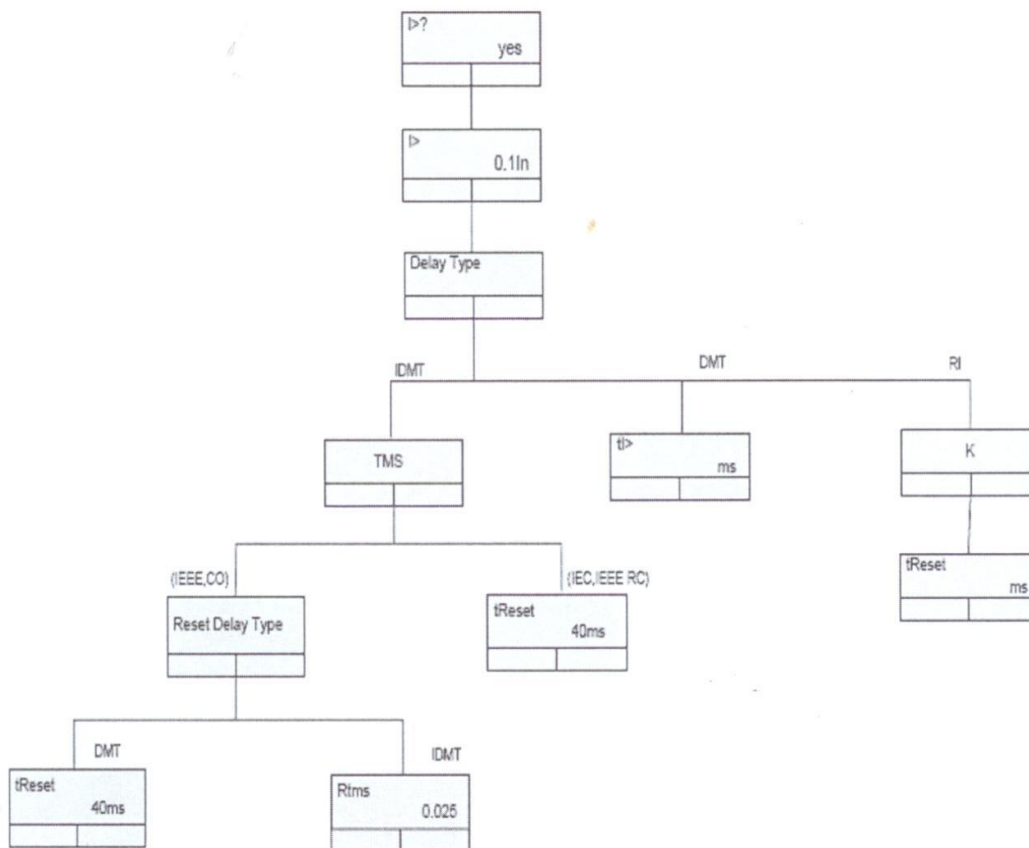 I>?
yes
I>
0.1In
Delay Type
IDMT
DMT
RI
TMS
tI>
ms
K
(IEEE,CO)
(IEC,IEEE RC)
tReset
ms
Reset Delay Type
tReset
40ms
DMT
IDMT
tReset
40ms
Rtms
0.025